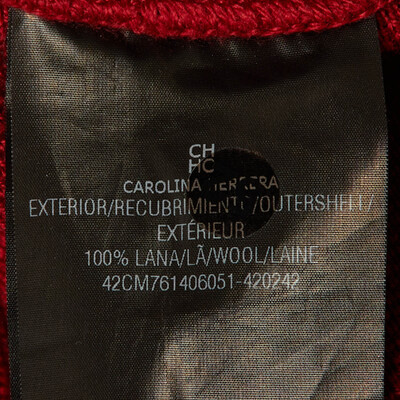 CH
HC
CAROLINA HERRERA
EXTERIOR/RECUBRIMIENTO/OUTERSHELL/
EXTÉRIEUR
100% LANA/LÃ/WOOL/LAINE
42CM761406051-420242